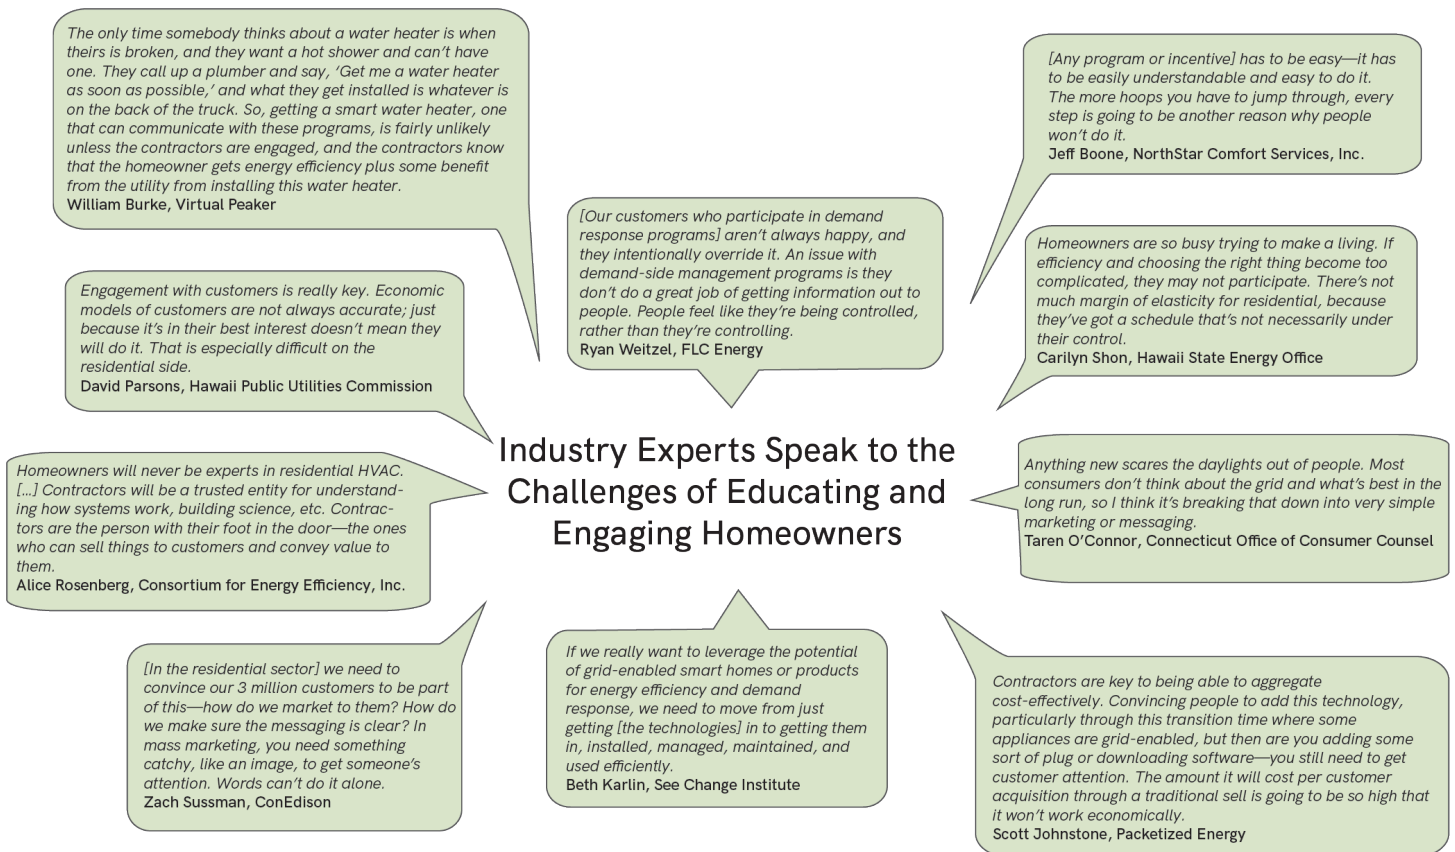 The only time somebody thinks about a water heater is when
theirs is broken, and they want a hot shower and can’t have
one. They call up a plumber and say, ‘Get me a water heater
as soon as possible,’ and what they get installed is whatever is
on the back of the truck. So, getting a smart water heater, one
that can communicate with these programs, is fairly unlikely
unless the contractors are engaged, and the contractors know
that the homeowner gets energy efficiency plus some benefit
from the utility from installing this water heater.
William Burke, Virtual Peaker
[Our customers who participate in demand
response programs] aren’t always happy, and
they intentionally override it. An issue with
demand-side management programs is they
don’t do a great job of getting information out to
people. People feel like they’re being controlled,
rather than they’re controlling.
Ryan Weitzel, FLC Energy
[Any program or incentive] has to be easy—it has
to be easily understandable and easy to do it.
The more hoops you have to jump through, every
step is going to be another reason why people
won’t do it.
Jeff Boone, NorthStar Comfort Services, Inc.
Engagement with customers is really key. Economic
models of customers are not always accurate; just
because it’s in their best interest doesn’t mean they
will do it. That is especially difficult on the
residential side.
David Parsons, Hawaii Public Utilities Commission
Homeowners are so busy trying to make a living. If
efficiency and choosing the right thing become too
complicated, they may not participate. There’s not
much margin of elasticity for residential, because
they’ve got a schedule that’s not necessarily under
their control.
Carilyn Shon, Hawaii State Energy Office
Industry Experts Speak to the
Challenges of Educating and
Engaging Homeowners
Homeowners will never be experts in residential HVAC.
[...] Contractors will be a trusted entity for understand-
ing how systems work, building science, etc. Contrac-
tors are the person with their foot in the door—the ones
who can sell things to customers and convey value to
them.
Alice Rosenberg, Consortium for Energy Efficiency, Inc.
Anything new scares the daylights out of people. Most
consumers don’t think about the grid and what’s best in the
long run, so I think it’s breaking that down into very simple
marketing or messaging.
Taren O’Connor, Connecticut Office of Consumer Counsel
[In the residential sector] we need to
convince our 3 million customers to be part
of this—how do we market to them? How do
we make sure the messaging is clear? In
mass marketing, you need something
catchy, like an image, to get someone’s
attention. Words can’t do it alone.
Zach Sussman, ConEdison
If we really want to leverage the potential
of grid-enabled smart homes or products
for energy efficiency and demand
response, we need to move from just
getting [the technologies] in to getting them
in, installed, managed, maintained, and
used efficiently.
Beth Karlin, See Change Institute
Contractors are key to being able to aggregate
cost-effectively. Convincing people to add this technology,
particularly through this transition time where some
appliances are grid-enabled, but then are you adding some
sort of plug or downloading software—you still need to get
customer attention. The amount it will cost per customer
acquisition through a traditional sell is going to be so high that
it won’t work economically.
Scott Johnstone, Packetized Energy